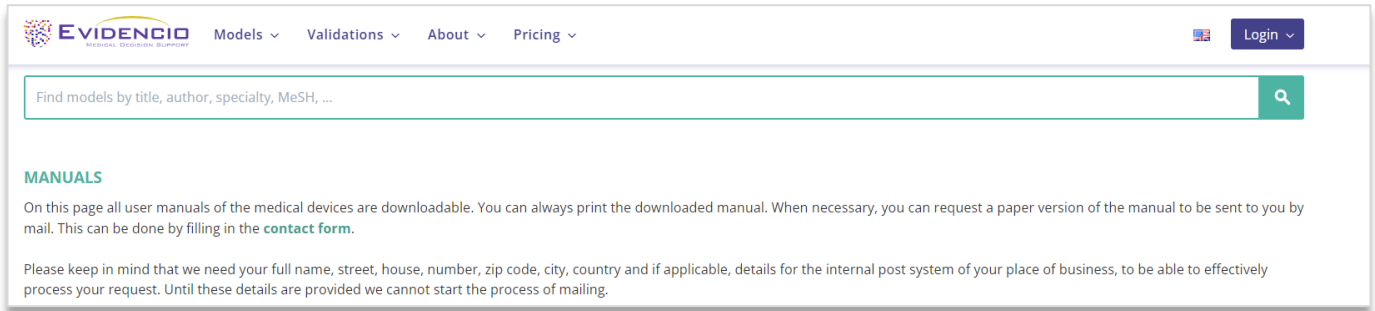 EVIDENCIO
MEDICAL DECISION SUPPORT
Models
Validations
About
Pricing
Login
Find models by title, author, specialty, MeSH, ...
MANUALS
On this page all user manuals of the medical devices are downloadable. You can always print the downloaded manual. When necessary, you can request a paper version of the manual to be sent to you by
mail. This can be done by filling in the contact form.
Please keep in mind that we need your full name, street, house, number, zip code, city, country and if applicable, details for the internal post system of your place of business, to be able to effectively
process your request. Until these details are provided we cannot start the process of mailing.